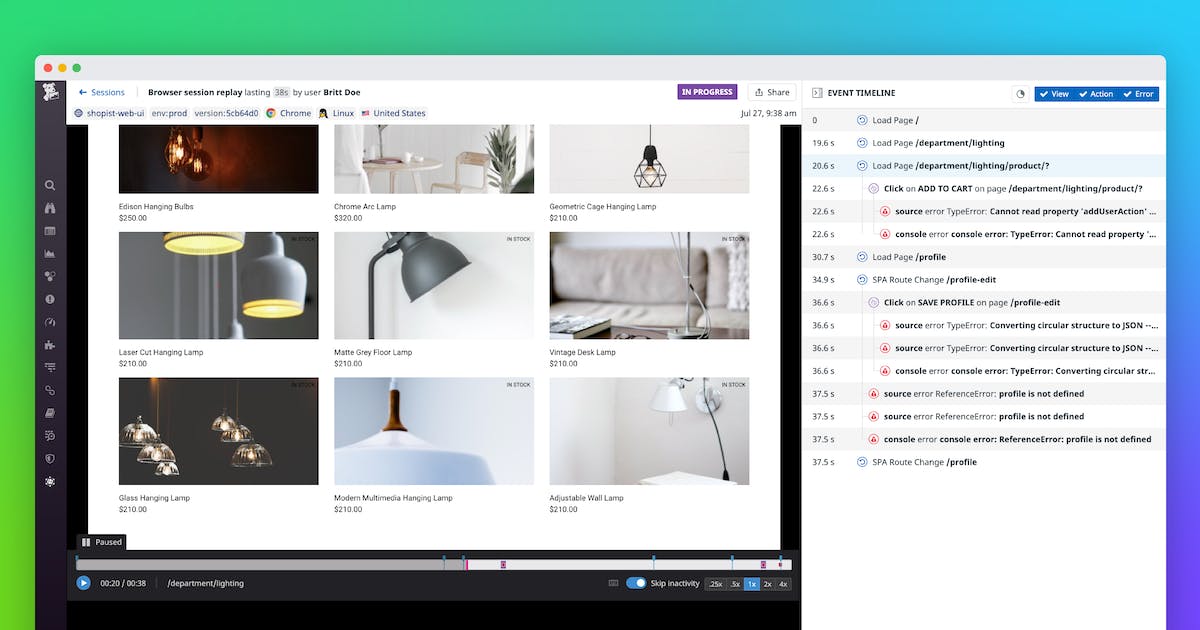 ← Sessions Browser session replay lasting 38s by user Britt Doe IN PROGRESS Share
shopist-web-ui env:prod version:5cb64d0 Chrome Linux United States Jul 27, 9:38 am
Edison Hanging Bulbs Chrome Arc Lamp Geometric Cage Hanging Lamp
$250.00 $320.00 $210.00
IN STOCK IN STOCK IN STOCK
Laser Cut Hanging Lamp Matte Grey Floor Lamp Vintage Desk Lamp
$210.00 $210.00 $210.00
IN STOCK IN STOCK IN STOCK
Glass Hanging Lamp Modern Multimedia Hanging Lamp Adjustable Wall Lamp
$210.00 $210.00 $210.00
Paused
00:20 / 00:38 /department/lighting Skip inactivity .25x .5x 1x 2x 4x
EVENT TIMELINE View Action Error
0 Load Page /
19.6 s Load Page /department/lighting
20.6 s Load Page /department/lighting/product/?
22.6 s Click on ADD TO CART on page /department/lighting/product/?
22.6 s source error TypeError: Cannot read property 'addUserAction' ...
22.6 s console error console error: TypeError: Cannot read property '...
30.7 s Load Page /profile
34.9 s SPA Route Change /profile-edit
36.6 s Click on SAVE PROFILE on page /profile-edit
36.6 s source error TypeError: Converting circular structure to JSON --...
36.6 s source error TypeError: Converting circular structure to JSON --...
36.6 s console error console error: TypeError: Converting circular str...
37.5 s source error ReferenceError: profile is not defined
37.5 s source error ReferenceError: profile is not defined
37.5 s console error console error: ReferenceError: profile is not defined
37.5 s SPA Route Change /profile